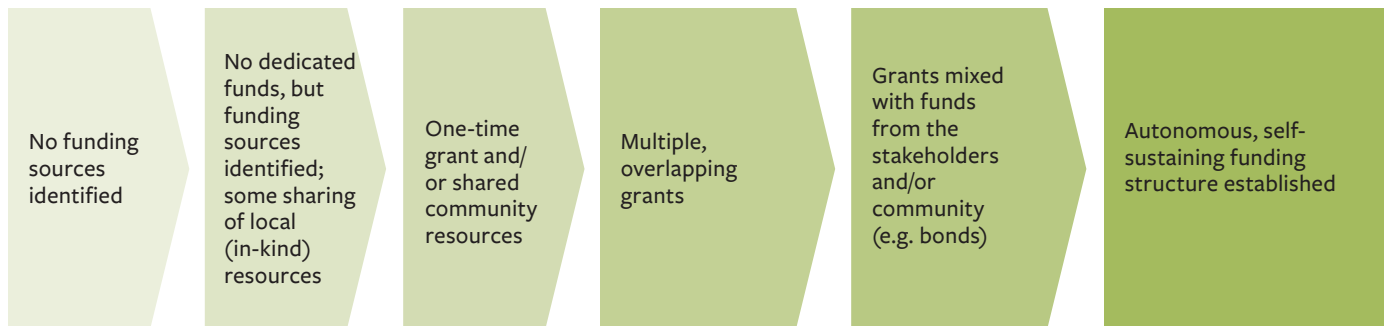 No funding
sources
identified
No dedicated
funds, but
funding
sources
identified;
some sharing
of local
(in-kind)
resources
One-time
grant and/
or shared
community
resources
Multiple,
overlapping
grants
Grants mixed
with funds
from the
stakeholders
and/or
community
(e.g. bonds)
Autonomous, self-
sustaining funding
structure established